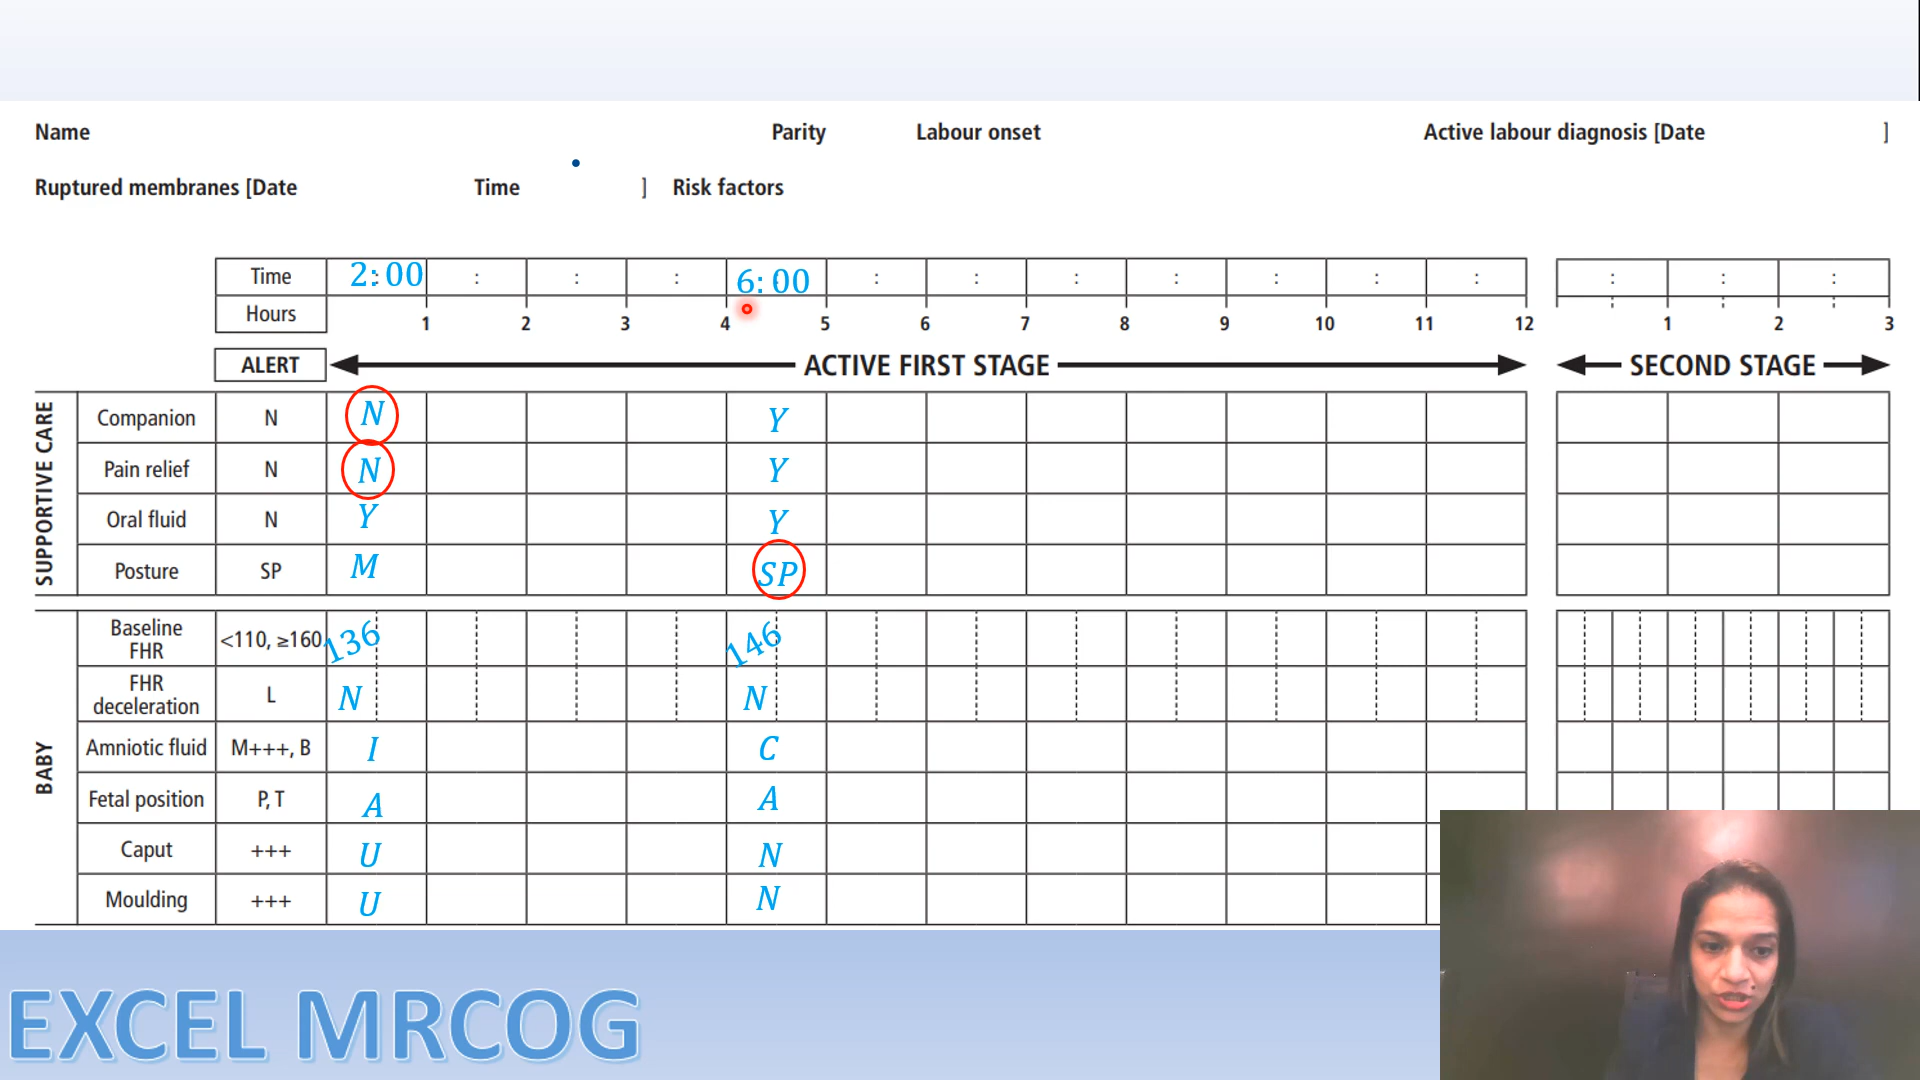 Name Parity Labour onset Active labour diagnosis [Date ]
Ruptured membranes [Date Time ] Risk factors
Time 2:00 : : : 6:00 : : : : : : : : : :
Hours 1 2 3 4 5 6 7 8 9 10 11 12 1 2 3
ALERT ACTIVE FIRST STAGE SECOND STAGE
SUPPORTIVE CARE
Companion N N Y
Pain relief N N Y
Oral fluid N Y Y
Posture SP M SP
BABY
Baseline
FHR <110, ≥160 136 146
FHR
deceleration L N N
Amniotic fluid M+++, B I C
Fetal position P, T A A
Caput +++ U N
Moulding +++ U N
EXCEL MRCOG